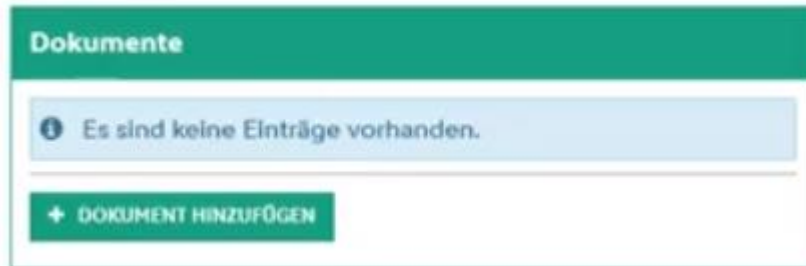 Dokumente
Es sind keine Einträge vorhanden.
+ DOKUMENT HINZUFÜGEN